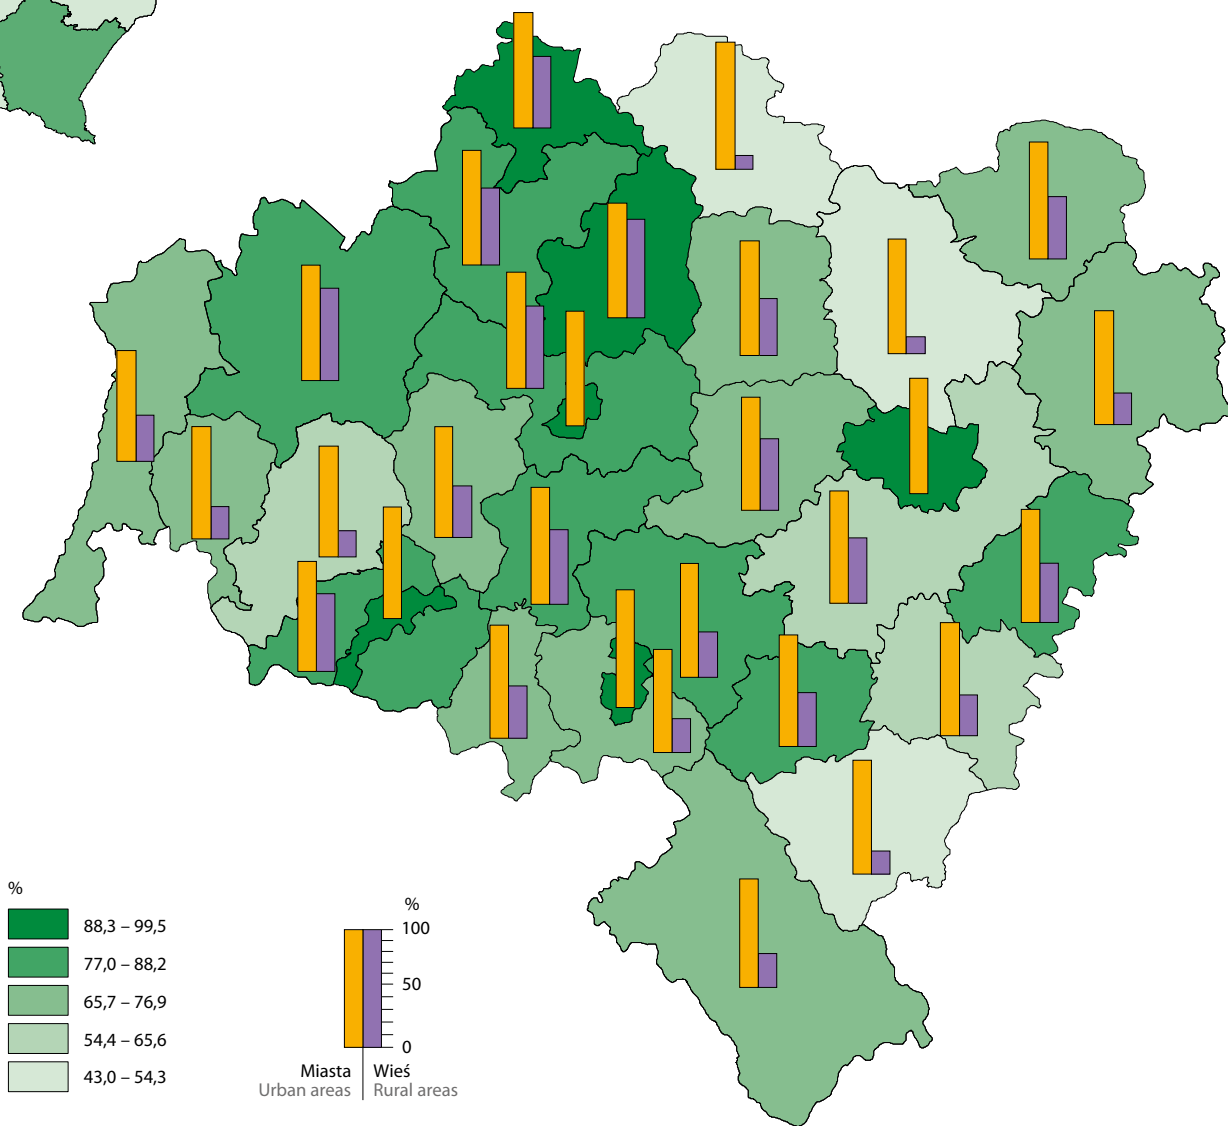 %
88,3 – 99,5
77,0 – 88,2
65,7 – 76,9
54,4 – 65,6
43,0 – 54,3
%
100
50
0
Miasta Wieś
Urban areas Rural areas